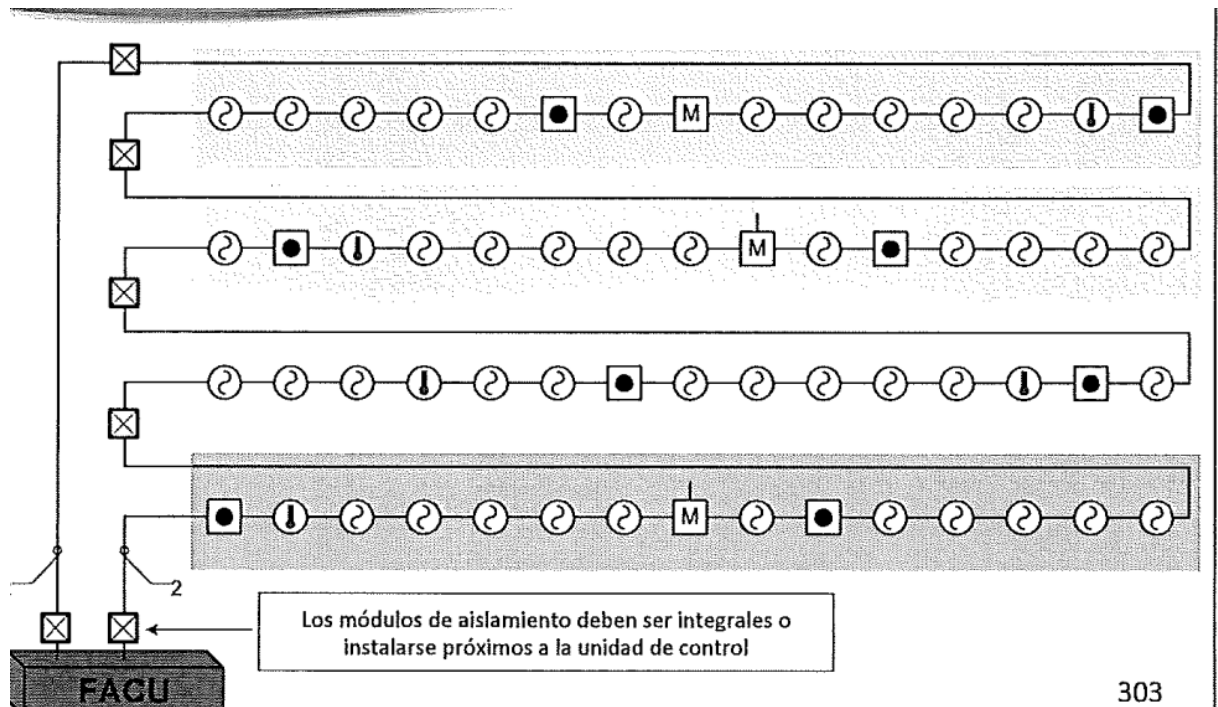 M
M
M
2
Los módulos de aislamiento deben ser integrales o
instalarse próximos a la unidad de control
FACU
303